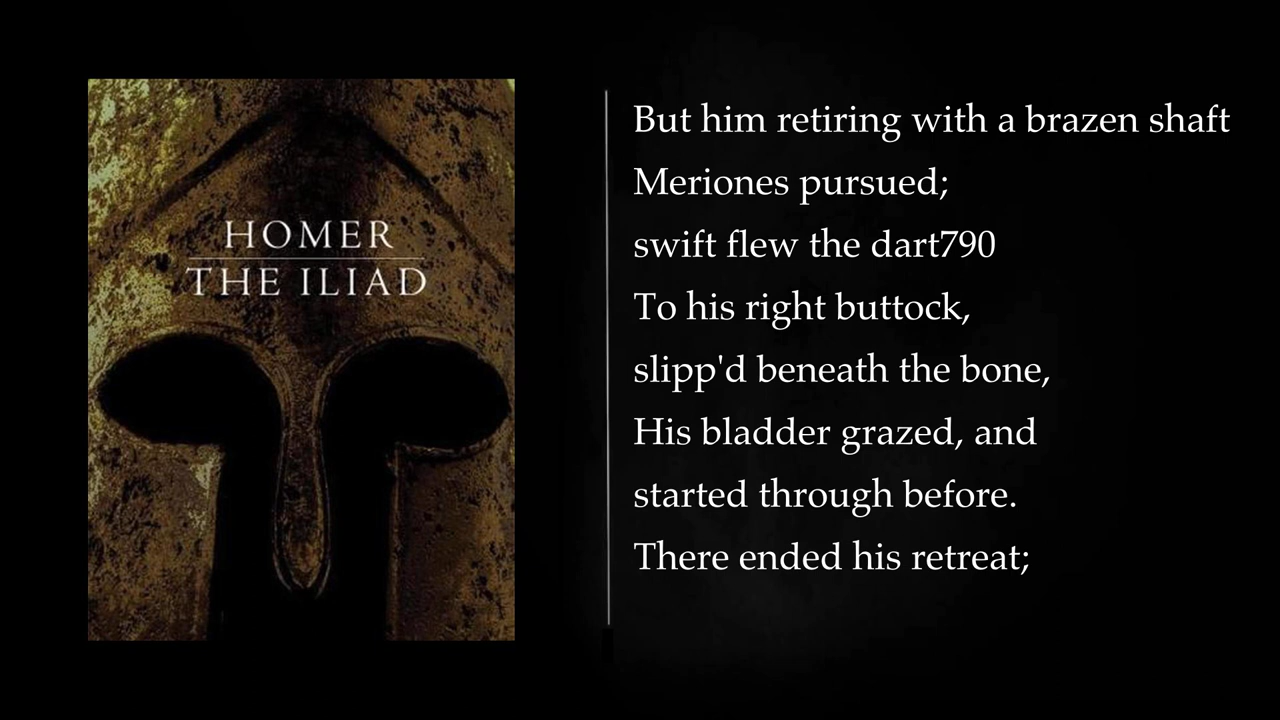 HOMER
THE ILIAD
But him retiring with a brazen shaft
Meriones pursued;
swift flew the dart790
To his right buttock,
slipp'd beneath the bone,
His bladder grazed, and
started through before.
There ended his retreat;